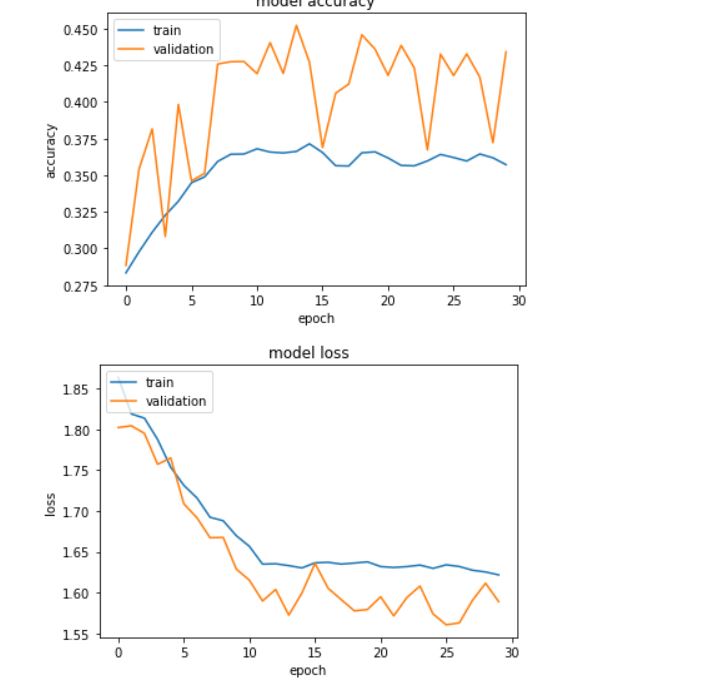 model accuracy
train
validation
0.450
0.425
0.400
0.375
0.350
0.325
0.300
0.275
accuracy
0 5 10 15 20 25 30
epoch
model loss
train
validation
1.85
1.80
1.75
1.70
1.65
1.60
1.55
loss
0 5 10 15 20 25 30
epoch